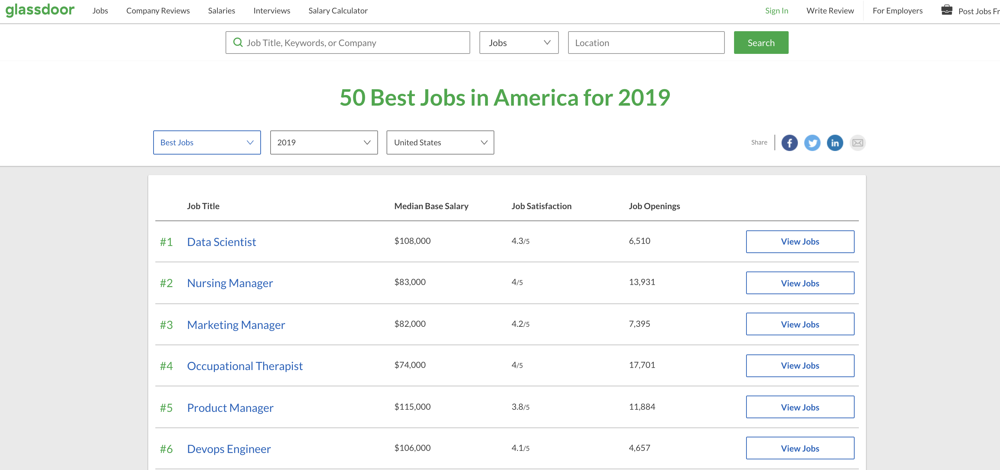 glassdoor Jobs Company Reviews Salaries Interviews Salary Calculator Sign In Write Review For Employers Post Jobs Fr
Job Title, Keywords, or Company Jobs Location Search
50 Best Jobs in America for 2019
Best Jobs 2019 United States Share
Job Title Median Base Salary Job Satisfaction Job Openings
#1 Data Scientist $108,000 4.3/5 6,510 View Jobs
#2 Nursing Manager $83,000 4/5 13,931 View Jobs
#3 Marketing Manager $82,000 4.2/5 7,395 View Jobs
#4 Occupational Therapist $74,000 4/5 17,701 View Jobs
#5 Product Manager $115,000 3.8/5 11,884 View Jobs
#6 Devops Engineer $106,000 4.1/5 4,657 View Jobs